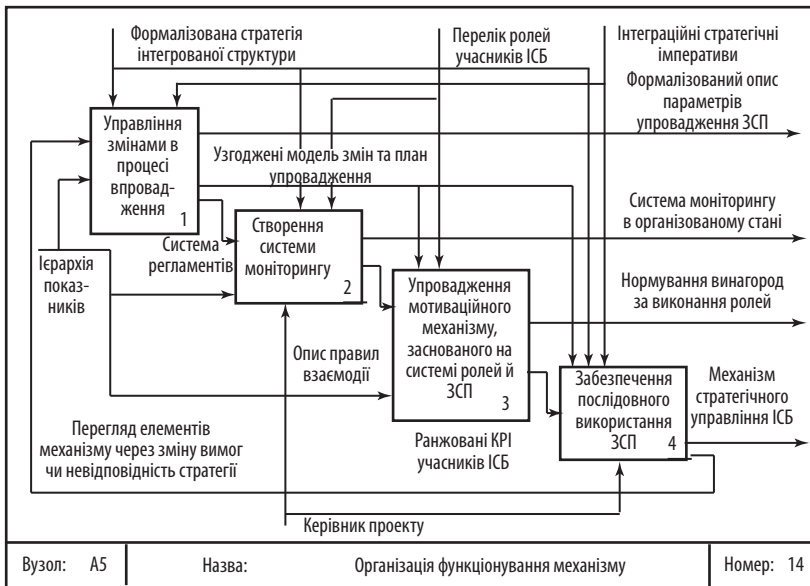 Формалізована стратегія
інтегрованої структури
Перелік ролей
учасників ІСБ
Інтеграційні стратегічні
імперативи
Формалізований опис
параметрів
упровадження ЗСП
Управління
змінами в
процесі
впровад-
ження
1
Узгоджені модель змін та план
упровадження
Система моніторингу
в організованому стані
Система
регламентів
Створення
системи
моніторингу
2
Ієрархія
показ-
ників
Упровадження
мотиваційного
механізму,
заснованого на
системі ролей й
ЗСП
3
Нормування винагород
за виконання ролей
Опис правил
взаємодії
Забезпечення
послідовного
використання
ЗСП
4
Механізм
стратегічного
управління ІСБ
Перегляд елементів
механізму через зміну вимог
чи невідповідність стратегії
Ранжовані KPI
учасників ІСБ
Керівник проекту
Вузол: А5
Назва: Організація функціонування механізму
Номер: 14